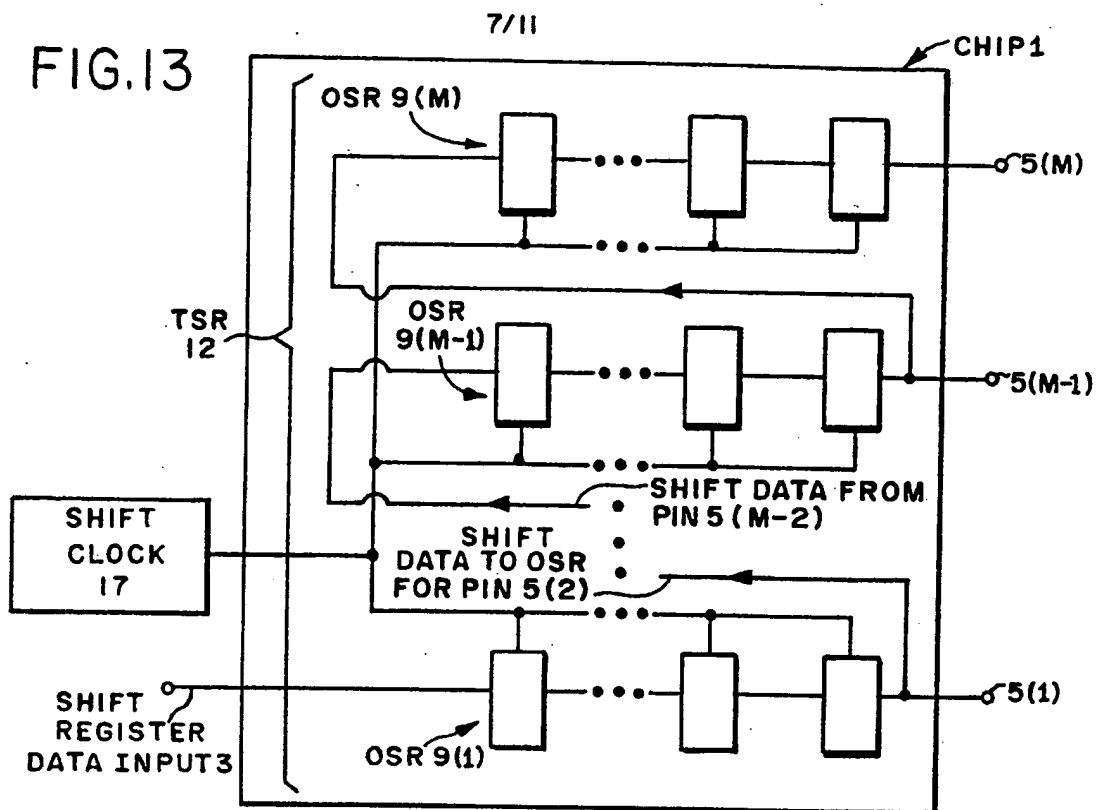 7/11
FIG.13
CHIP1
OSR 9(M)
5(M)
TSR
12
OSR
9(M-1)
5(M-1)
SHIFT DATA FROM
PIN 5(M-2)
SHIFT
CLOCK
17
SHIFT
DATA TO OSR
FOR PIN 5(2)
SHIFT
REGISTER
DATA INPUT3
OSR 9(1)
5(1)